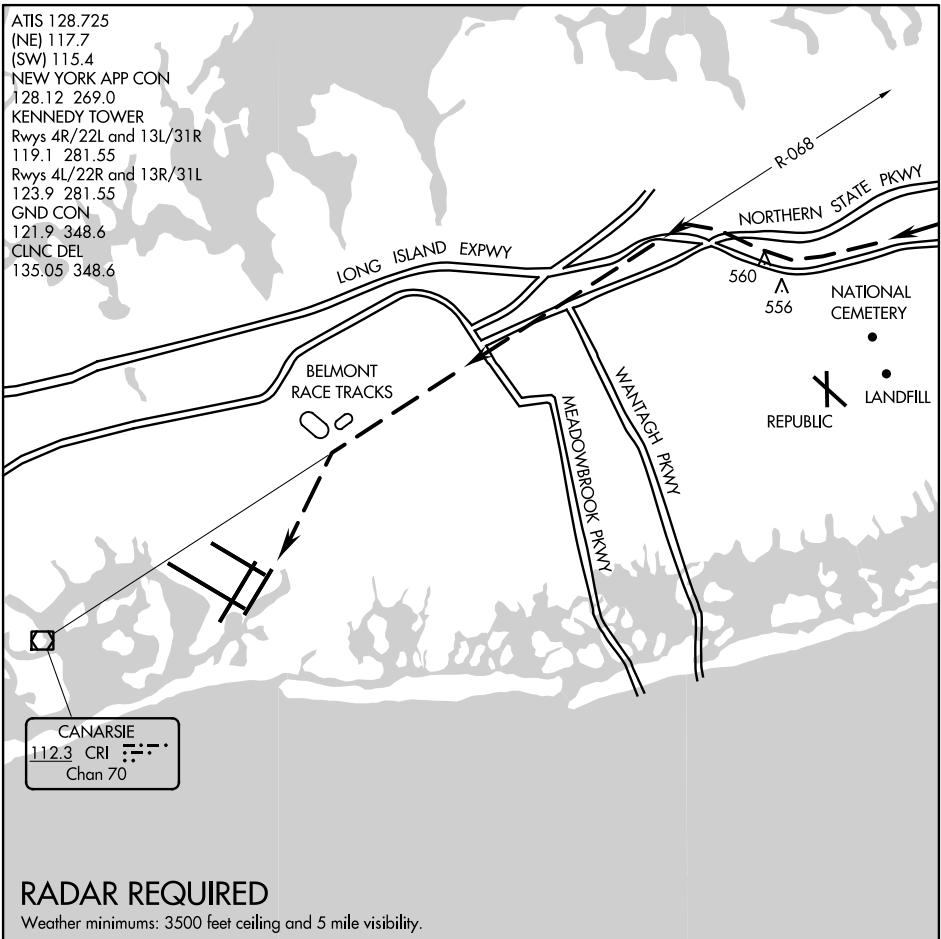 ATIS 128.725
(NE) 117.7
(SW) 115.4
NEW YORK APP CON
128.12 269.0
KENNEDY TOWER
Rwys 4R/22L and 13L/31R
119.1 281.55
Rwys 4L/22R and 13R/31L
123.9 281.55
GND CON
121.9 348.6
CLNC DEL
135.05 348.6
R-068
NORTHERN STATE PKWY
LONG ISLAND EXPWY
560
556
NATIONAL
CEMETERY
LANDFILL
REPUBLIC
BELMONT
RACE TRACKS
WANTAGH PKWY
MEADOWBROOK PKWY
CANARSIE
112.3 CRI
Chan 70
RADAR REQUIRED
Weather minimums: 3500 feet ceiling and 5 mile visibility.